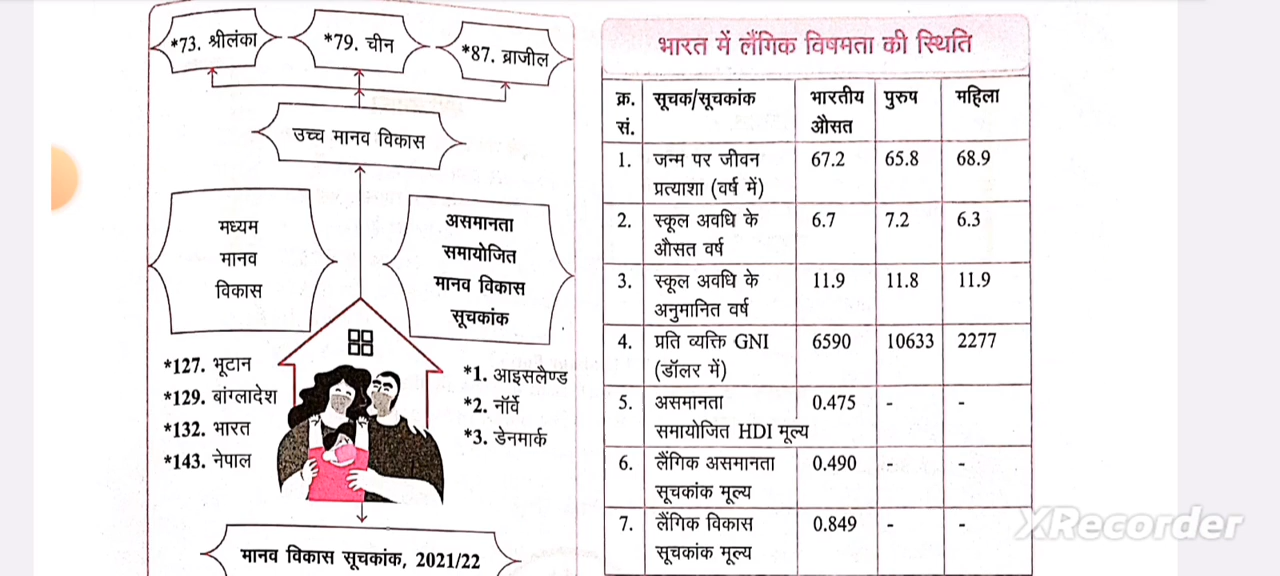 *73. श्रीलंका
*79. चीन
*87. ब्राजील
उच्च मानव विकास
मध्यम
मानव
विकास
असमानता
समायोजित
मानव विकास
सूचकांक
*127. भूटान
*129. बांग्लादेश
*132. भारत
*143. नेपाल
*1. आइसलैण्ड
*2. नॉर्वे
*3. डेनमार्क
मानव विकास सूचकांक, 2021/22
भारत में लैंगिक विषमता की स्थिति
क्र. सूचक/सूचकांक भारतीय पुरुष महिला
सं. औसत
1. जन्म पर जीवन 67.2 65.8 68.9
प्रत्याशा (वर्ष में)
2. स्कूल अवधि के 6.7 7.2 6.3
औसत वर्ष
3. स्कूल अवधि के 11.9 11.8 11.9
अनुमानित वर्ष
4. प्रति व्यक्ति GNI 6590 10633 2277
(डॉलर में)
5. असमानता 0.475 - -
समायोजित HDI मूल्य
6. लैंगिक असमानता 0.490 - -
सूचकांक मूल्य
7. लैंगिक विकास 0.849 - -
सूचकांक मूल्य
XRecorder